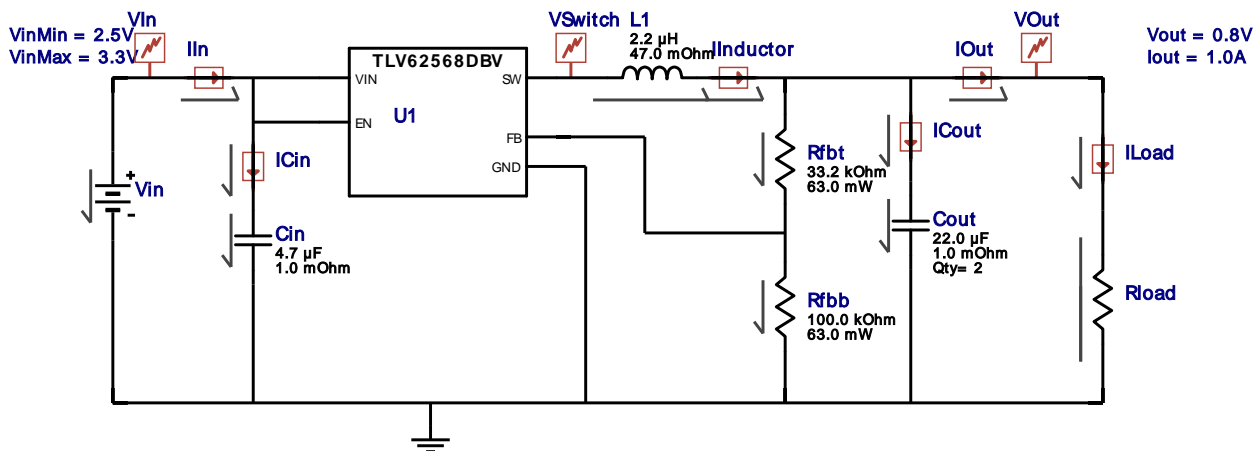 VinMin = 2.5V
VinMax = 3.3V
VIn
IIn
TLV62568DBV
VIN
EN
U1
SW
FB
GND
VSwitch
L1
2.2 µH
47.0 mOhm
IInductor
IOut
VOut
Vout = 0.8V
Iout = 1.0A
+
Vin
-
ICin
Cin
4.7 µF
1.0 mOhm
Rfbt
33.2 kOhm
63.0 mW
Rfbb
100.0 kOhm
63.0 mW
ICout
Cout
22.0 µF
1.0 mOhm
Qty= 2
ILoad
Rload